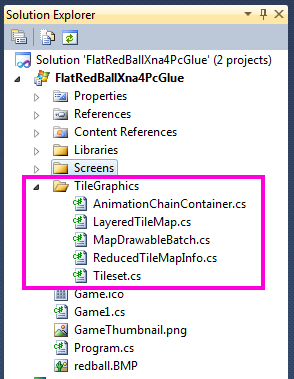 Solution Explorer
Solution 'FlatRedBallXna4PcGlue' (2 projects)
FlatRedBallXna4PcGlue
Properties
References
Content References
Libraries
Screens
TileGraphics
AnimationChainContainer.cs
LayeredTileMap.cs
MapDrawableBatch.cs
ReducedTileMapInfo.cs
Tileset.cs
Game.ico
Game1.cs
GameThumbnail.png
Program.cs
redball.BMP